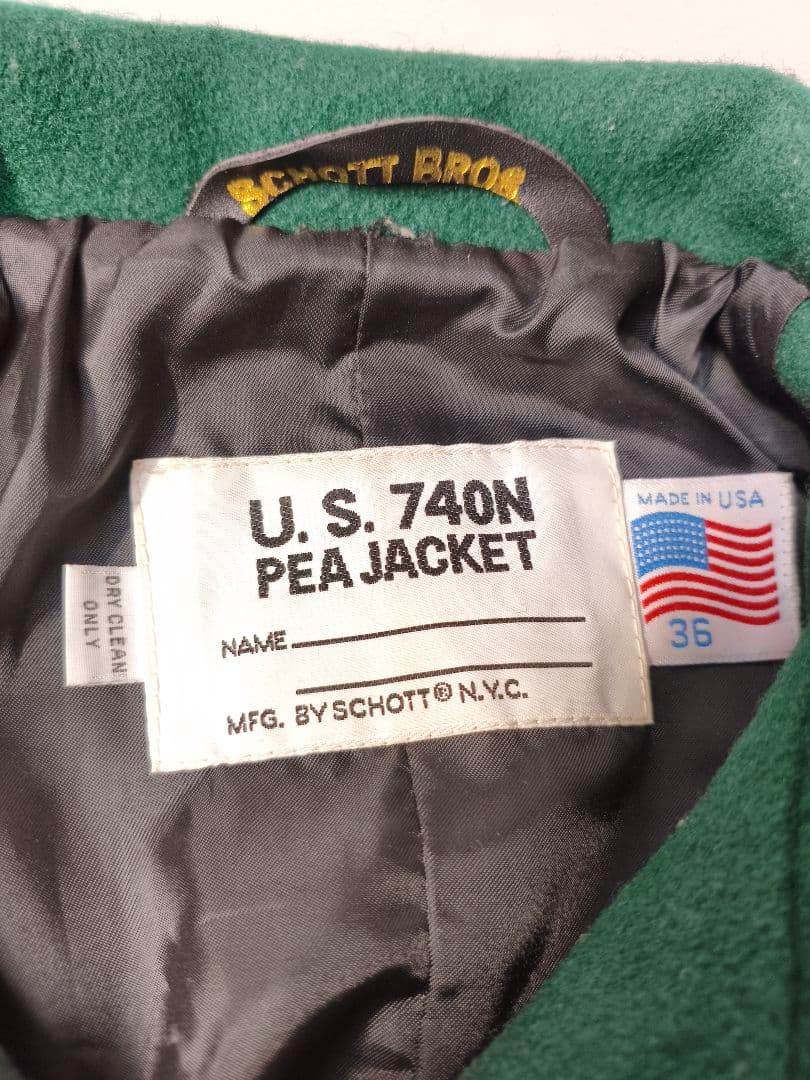 SCHOTT BROS
U. S. 740N
PEA JACKET
NAME
MFG. BY SCHOTT® N.Y.C.
MADE IN USA
36
DRY CLEAN
ONLY